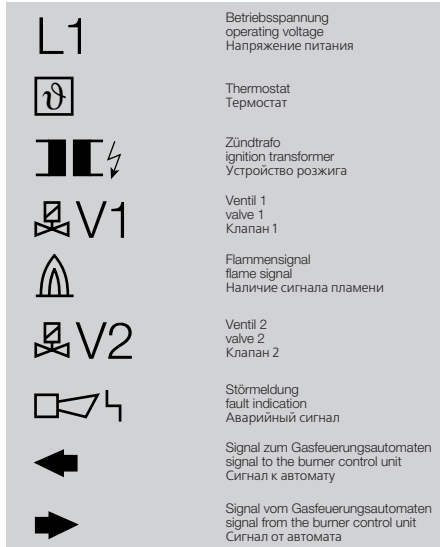 L1
Betriebsspannung
operating voltage
Напряжение питания
ϑ
Thermostat
Термостат
Zündtrafo
ignition transformer
Устройство розжига
V1
Ventil 1
valve 1
Клапан 1
Flammensignal
flame signal
Наличие сигнала пламени
V2
Ventil 2
valve 2
Клапан 2
Störmeldung
fault indication
Аварийный сигнал
Signal zum Gasfeuerungsautomaten
signal to the burner control unit
Сигнал к автомату
Signal vom Gasfeuerungsautomaten
signal from the burner control unit
Сигнал от автомата